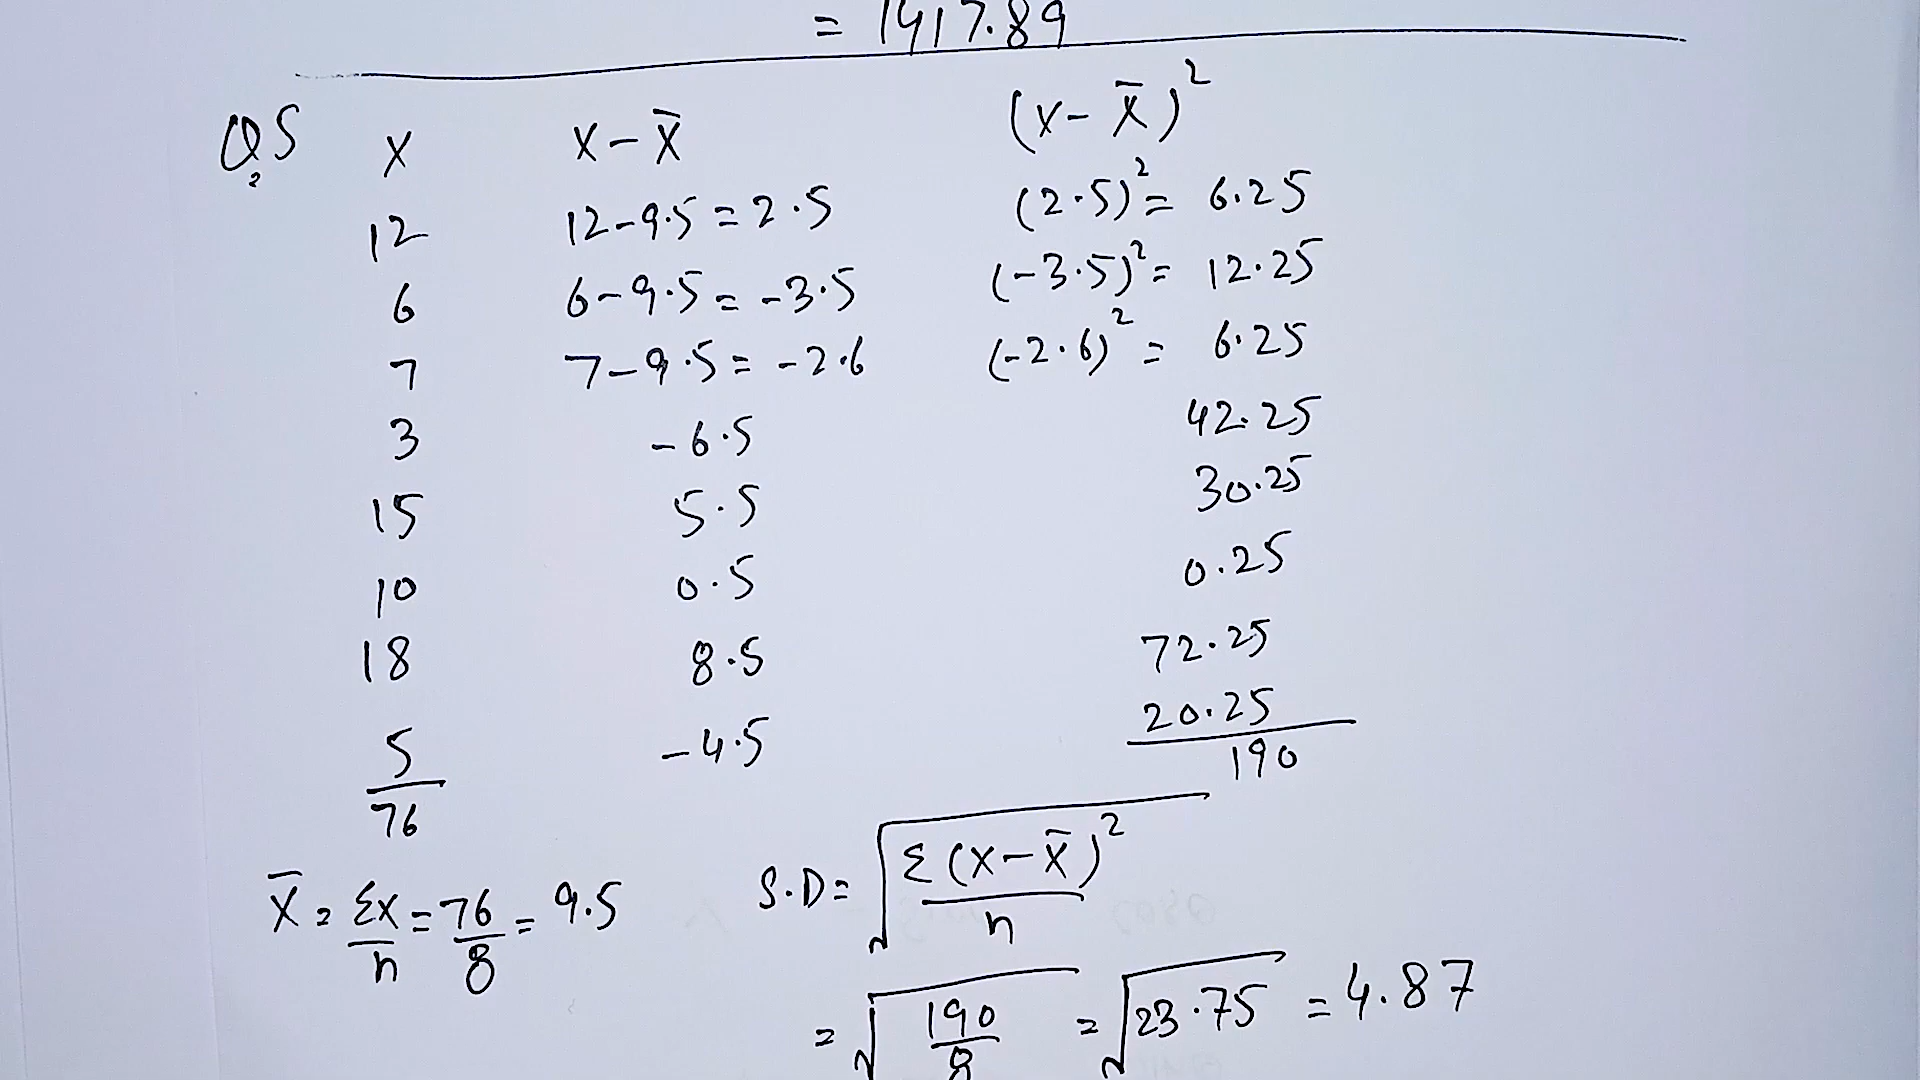 = 1417.89
Q5 x x - x̄ (x - x̄)²
12 12-9.5 = 2.5 (2.5)² = 6.25
6 6-9.5 = -3.5 (-3.5)² = 12.25
7 7-9.5 = -2.6 (-2.6)² = 6.25
3 -6.5 42.25
15 5.5 30.25
10 0.5 0.25
18 8.5 72.25
5 -4.5 20.25
76 190
x̄ = Σx/n = 76/8 = 9.5 S.D = √(Σ(x - x̄)²/n)
= √(190/8) = √23.75 = 4.87